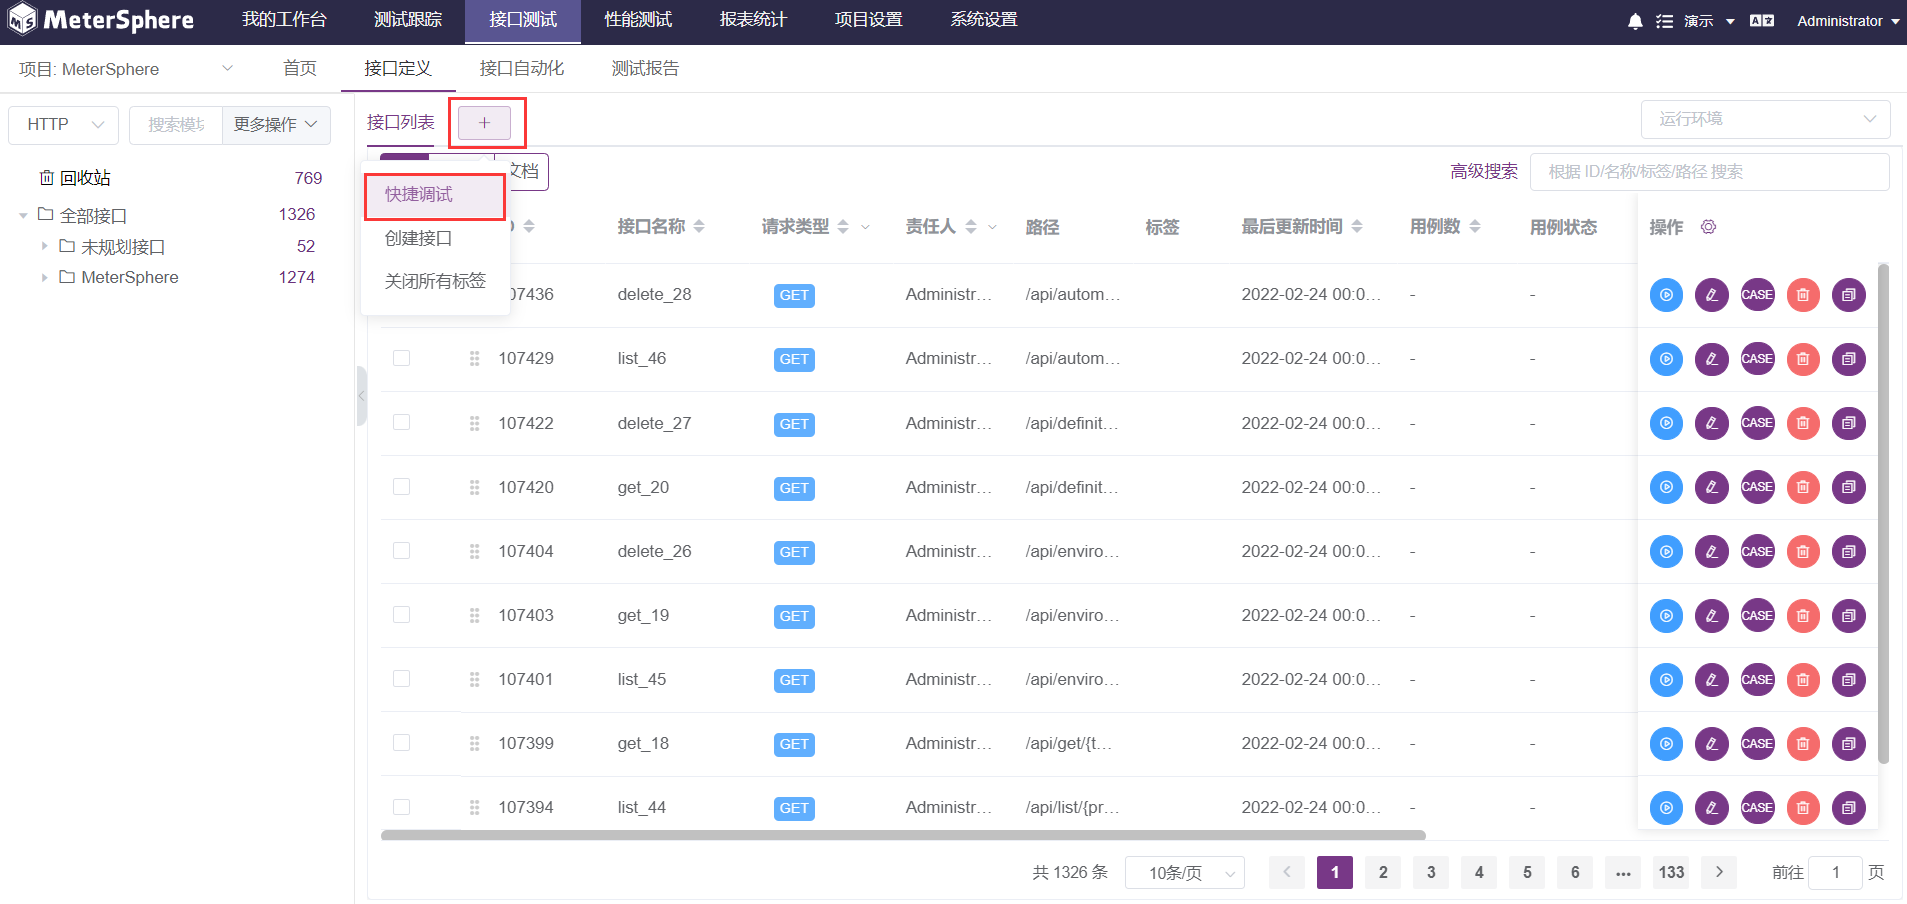 MeterSphere 我的工作台 测试跟踪 接口测试 性能测试 报表统计 项目设置 系统设置 演示 Administrator
项目: MeterSphere 首页 接口定义 接口自动化 测试报告
HTTP 搜索模块 更多操作 接口列表 + 运行环境
文档 高级搜索 根据 ID/名称/标签/路径 搜索
回收站 769
全部接口 1326
未规划接口 52
MeterSphere 1274
快捷调试
创建接口
关闭所有标签
接口名称 请求类型 责任人 路径 标签 最后更新时间 用例数 用例状态 操作
07436 delete_28 GET Administr... /api/autom... 2022-02-24 00:0... - - CASE
107429 list_46 GET Administr... /api/autom... 2022-02-24 00:0... - - CASE
107422 delete_27 GET Administr... /api/definit... 2022-02-24 00:0... - - CASE
107420 get_20 GET Administr... /api/definit... 2022-02-24 00:0... - - CASE
107404 delete_26 GET Administr... /api/enviro... 2022-02-24 00:0... - - CASE
107403 get_19 GET Administr... /api/enviro... 2022-02-24 00:0... - - CASE
107401 list_45 GET Administr... /api/enviro... 2022-02-24 00:0... - - CASE
107399 get_18 GET Administr... /api/get/{t... 2022-02-24 00:0... - - CASE
107394 list_44 GET Administr... /api/list/{pr... 2022-02-24 00:0... - - CASE
共 1326 条 10条/页 < 1 2 3 4 5 6 ... 133 > 前往 1 页